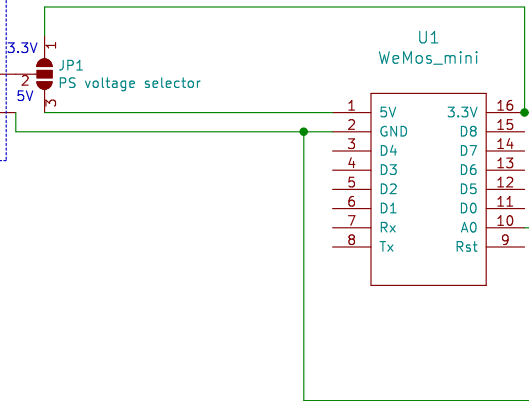 U1
WeMos_mini
3.3V
1
JP1
2
PS voltage selector
5V
3
1 5V 3.3V 16
2 GND D8 15
3 D4 D7 14
4 D3 D6 13
5 D2 D5 12
6 D1 D0 11
7 Rx A0 10
8 Tx Rst 9